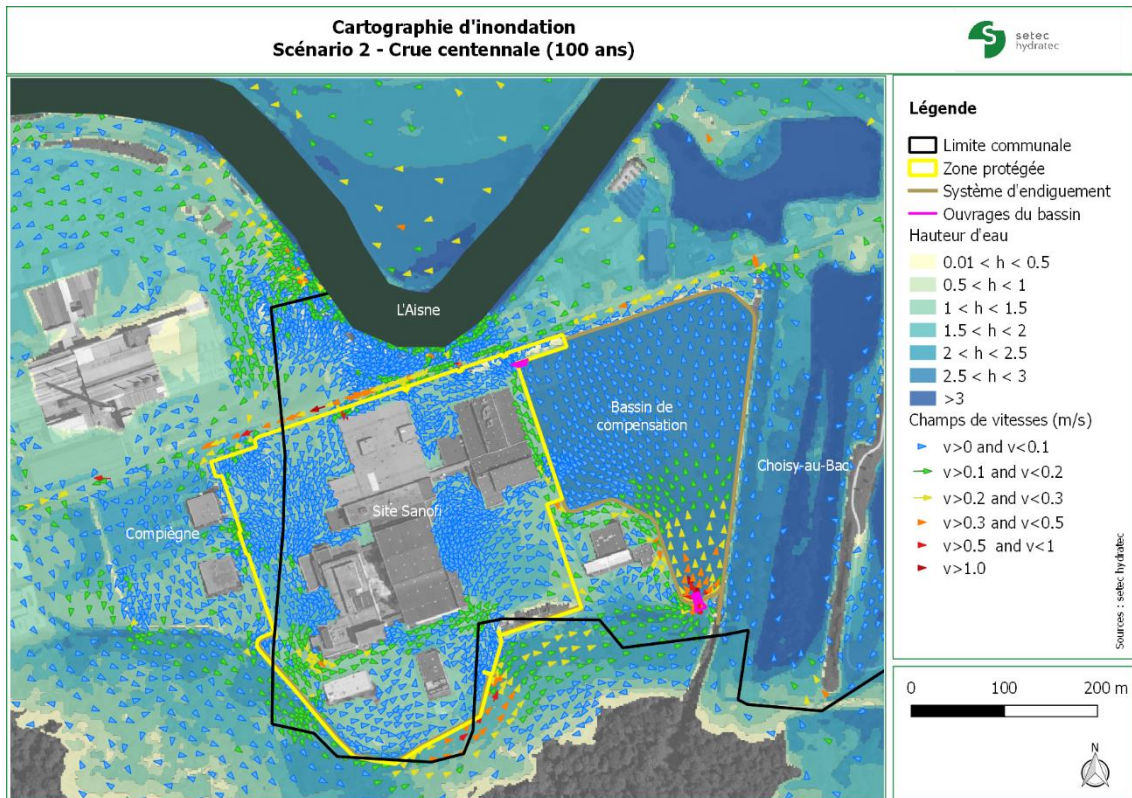 Cartographie d'inondation
Scénario 2 - Crue centennale (100 ans)
setec
hydratec
L'Aisne
Bassin de
compensation
Choisy-au-Bac
Compiègne
Site Sanofi
Légende
Limite communale
Zone protégée
Système d'endiguement
Ouvrages du bassin
Hauteur d'eau
0.01 < h < 0.5
0.5 < h < 1
1 < h < 1.5
1.5 < h < 2
2 < h < 2.5
2.5 < h < 3
>3
Champs de vitesses (m/s)
v>0 and v<0.1
v>0.1 and v<0.2
v>0.2 and v<0.3
v>0.3 and v<0.5
v>0.5 and v<1
v>1.0
Sources : setec hydratec
0 100 200 m
N